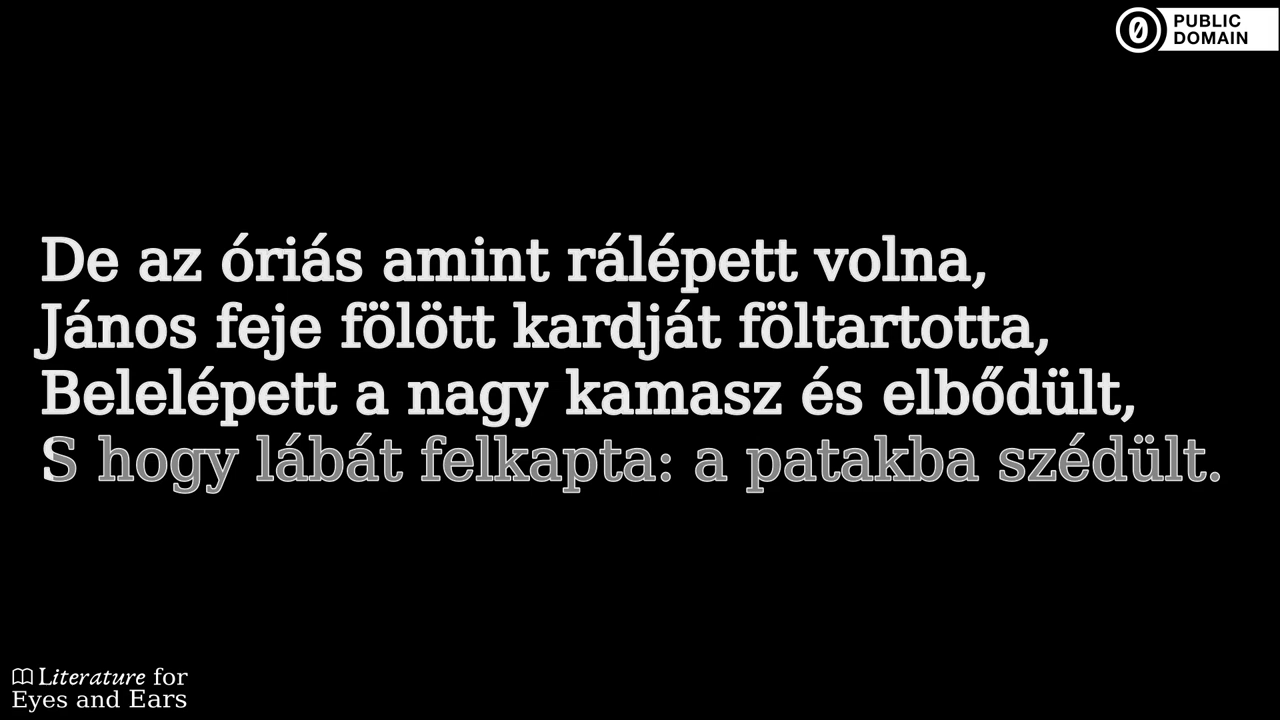 PUBLIC
DOMAIN
De az óriás amint rálépett volna,
János feje fölött kardját föltartotta,
Belelépett a nagy kamasz és elbődült,
S hogy lábát felkapta: a patakba szédült.
Literature for
Eyes and Ears